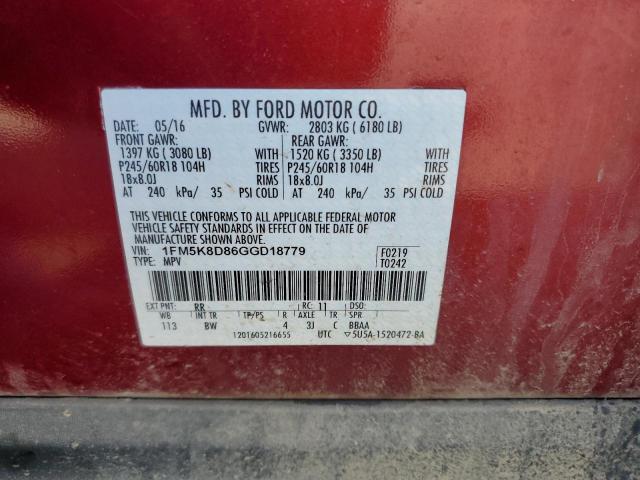 MFD. BY FORD MOTOR CO.
DATE: 05/16 GVWR: 2803 KG ( 6180 LB)
FRONT GAWR: REAR GAWR:
1397 KG ( 3080 LB) WITH 1520 KG ( 3350 LB) WITH
P245/60R18 104H TIRES P245/60R18 104H TIRES
18x8.0J RIMS 18x8.0J RIMS
AT 240 kPa/ 35 PSI COLD AT 240 kPa/ 35 PSI COLD
THIS VEHICLE CONFORMS TO ALL APPLICABLE FEDERAL MOTOR
VEHICLE SAFETY STANDARDS IN EFFECT ON THE DATE OF
MANUFACTURE SHOWN ABOVE.
VIN: 1FM5K8D86GGD18779 F0219
TYPE: MPV T0242
EXT PNT: RR RC: 11
WB INT TR TP/PS R AXLE TR SPR
113 BW 4 3J C BBAA
1201605216655 UTC ▽5U5A-1520472-BA